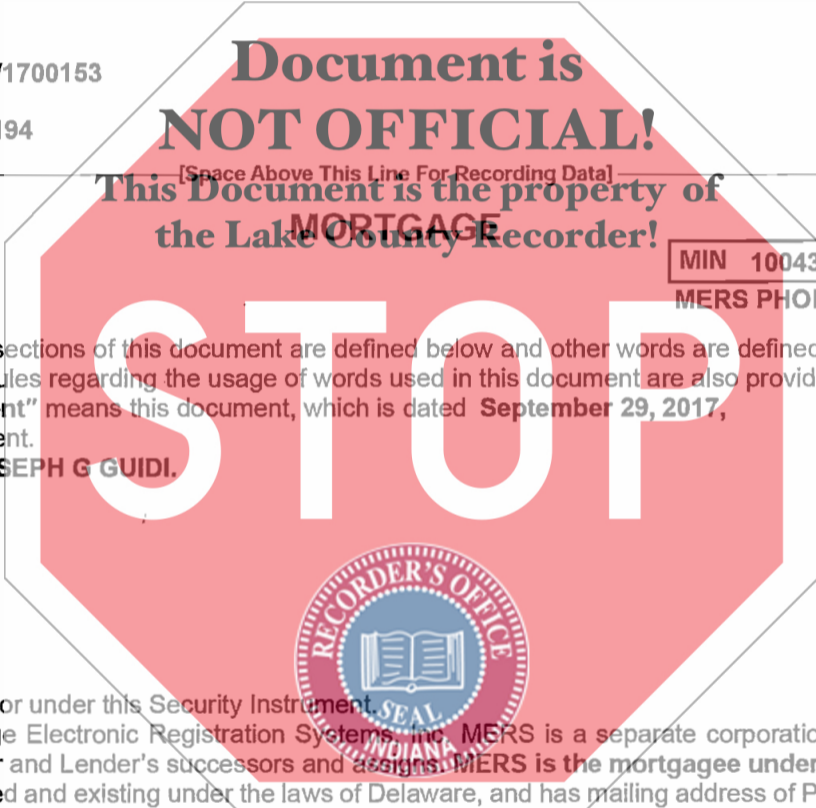 Document is
/1700153
NOT OFFICIAL!
194
[Space Above This Line For Recording Data]
This Document is the property of
MORTGAGE
the Lake County Recorder!
MIN 10043
MERS PHO
STOP
sections of this document are defined below and other words are defined
ules regarding the usage of words used in this document are also provid
nt" means this document, which is dated September 29, 2017,
ent.
SEPH G GUIDI.
RECORDER'S OFFICE
SEAL
INDIANA
or under this Security Instrument.
e Electronic Registration Systems, Inc. MERS is a separate corporatio
r and Lender's successors and assigns. MERS is the mortgagee under
ed and existing under the laws of Delaware, and has mailing address of P